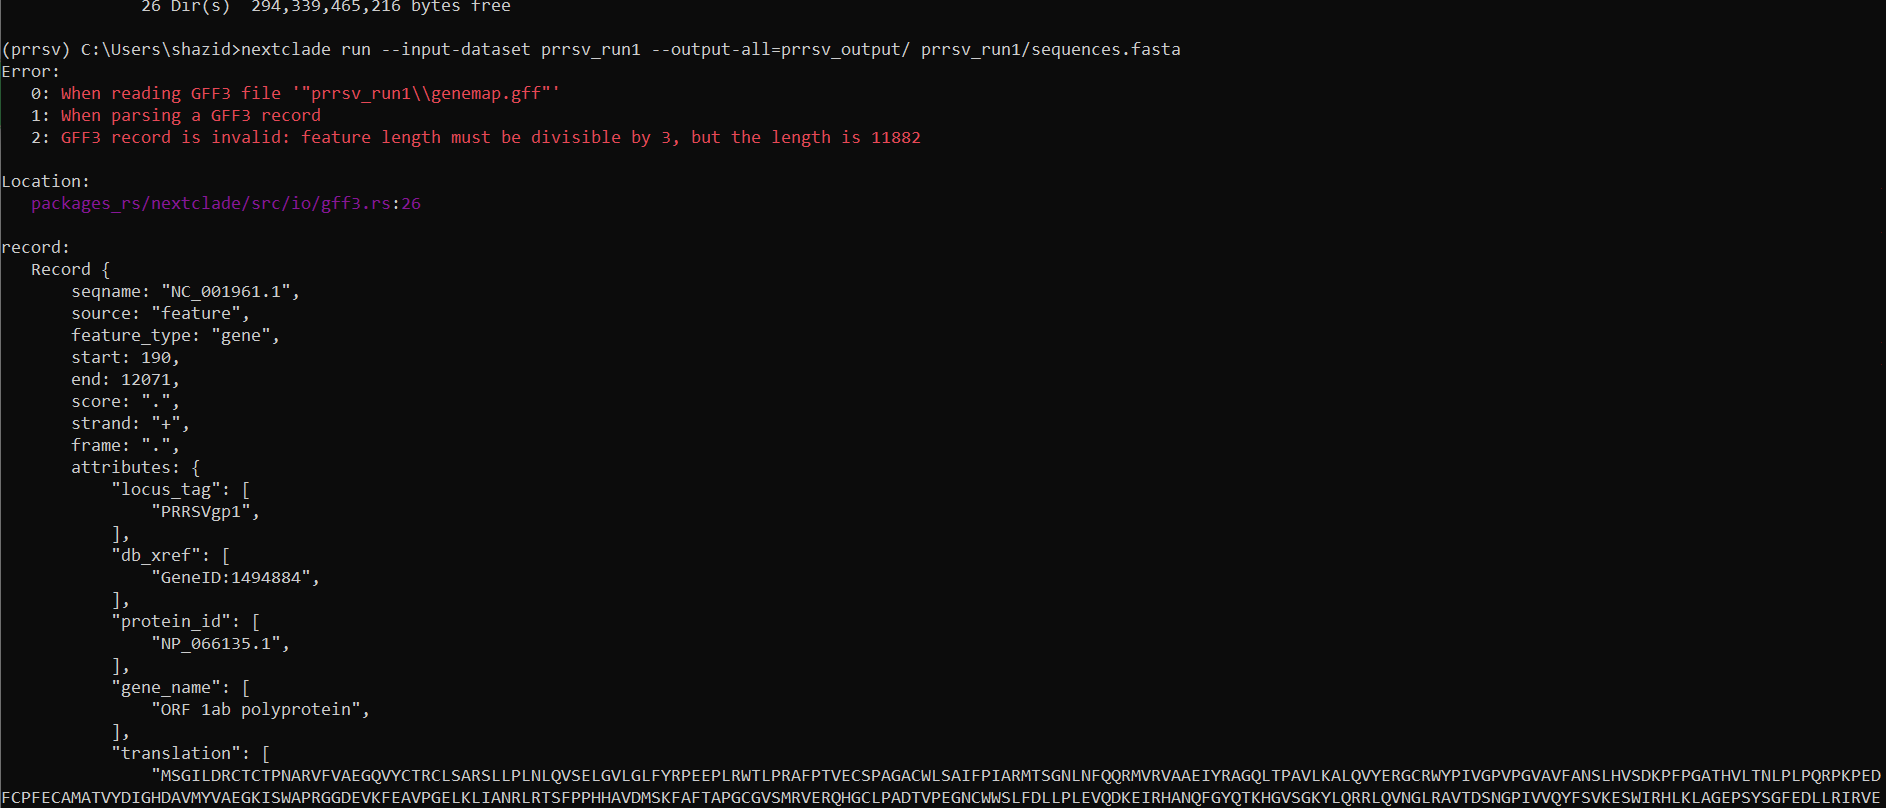 26 Dir(s)  294,339,465,216 bytes free
(prrsv) C:\Users\shazid>nextclade run --input-dataset prrsv_run1 --output-all=prrsv_output/ prrsv_run1/sequences.fasta
Error:
   0: When reading GFF3 file '"prrsv_run1\\genemap.gff"'
   1: When parsing a GFF3 record
   2: GFF3 record is invalid: feature length must be divisible by 3, but the length is 11882
Location:
   packages_rs/nextclade/src/io/gff3.rs:26
record:
   Record {
       seqname: "NC_001961.1",
       source: "feature",
       feature_type: "gene",
       start: 190,
       end: 12071,
       score: ".",
       strand: "+",
       frame: ".",
       attributes: {
           "locus_tag": [
               "PRRSVgp1",
           ],
           "db_xref": [
               "GeneID:1494884",
           ],
           "protein_id": [
               "NP_066135.1",
           ],
           "gene_name": [
               "ORF 1ab polyprotein",
           ],
           "translation": [
               "MSGILDRCTCTPNARVFVAEGQVYCTRCLSARSLLPLNLQVSELGVLGLFYRPEEPLRWTLPRAFPTVECSPAGACWLSAIFPIARMTSGNLNFQQRMVRVAAEIYRAGQLTPAVLKALQVYERGCRWYPIVGPVPGVAVFANSLHVSDKPFPGATHVLTNLPLPQRPKPED
FCPFECAMATVYDIGHDAVMYVAEGKISWAPRGGDEVKFEAVPGELKLIANRLRTSFPPHHAVDMSKFAFTAPGCGVSMRVERQHGCLPADTVPEGNCWWSLFDLLPLEVQDKEIRHANQFGYQTKHGVSGKYLQRRLQVNGLRAVTDSNGPIVVQYFSVKESWIRHLKLAGEPSYSGFEDLLRIRVE